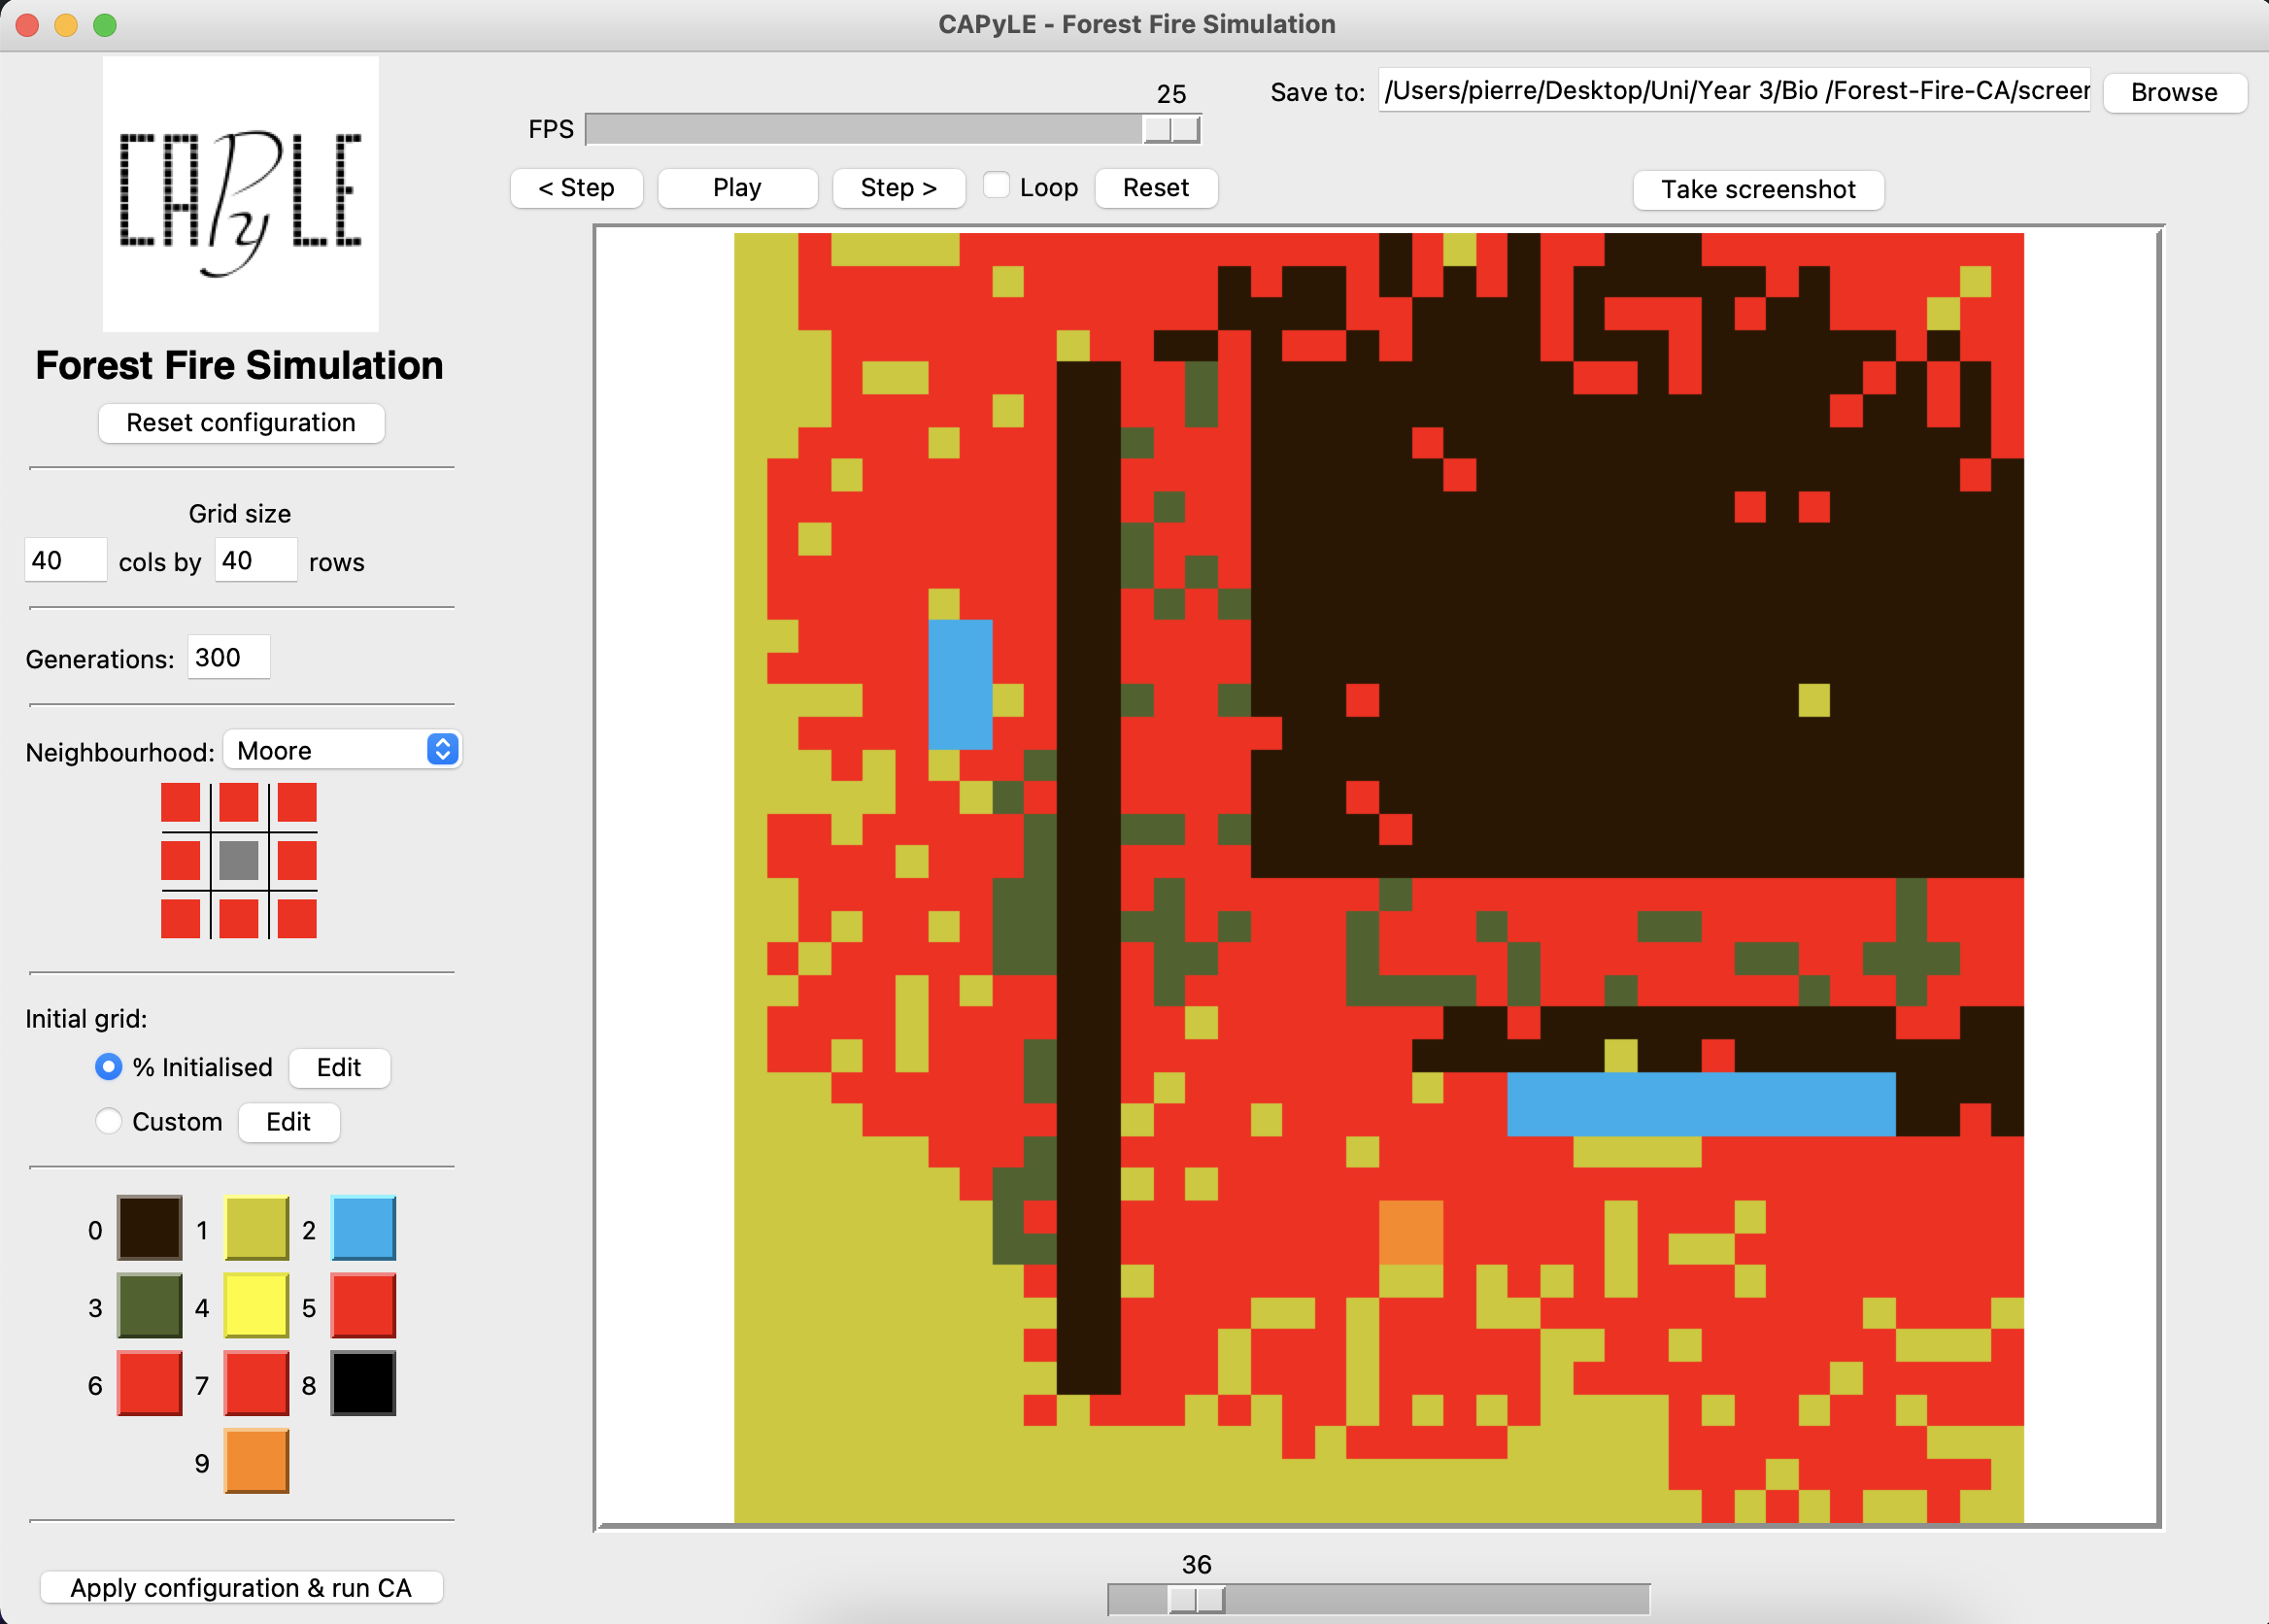 CAPyLE - Forest Fire Simulation
CAPyLE
Forest Fire Simulation
Reset configuration
Grid size
40 cols by 40 rows
Generations: 300
Neighbourhood: Moore
Initial grid:
% Initialised Edit
Custom Edit
0 1 2
3 4 5
6 7 8
9
Apply configuration & run CA
25
FPS
Save to: /Users/pierre/Desktop/Uni/Year 3/Bio /Forest-Fire-CA/screen Browse
< Step Play Step > Loop Reset
Take screenshot
36